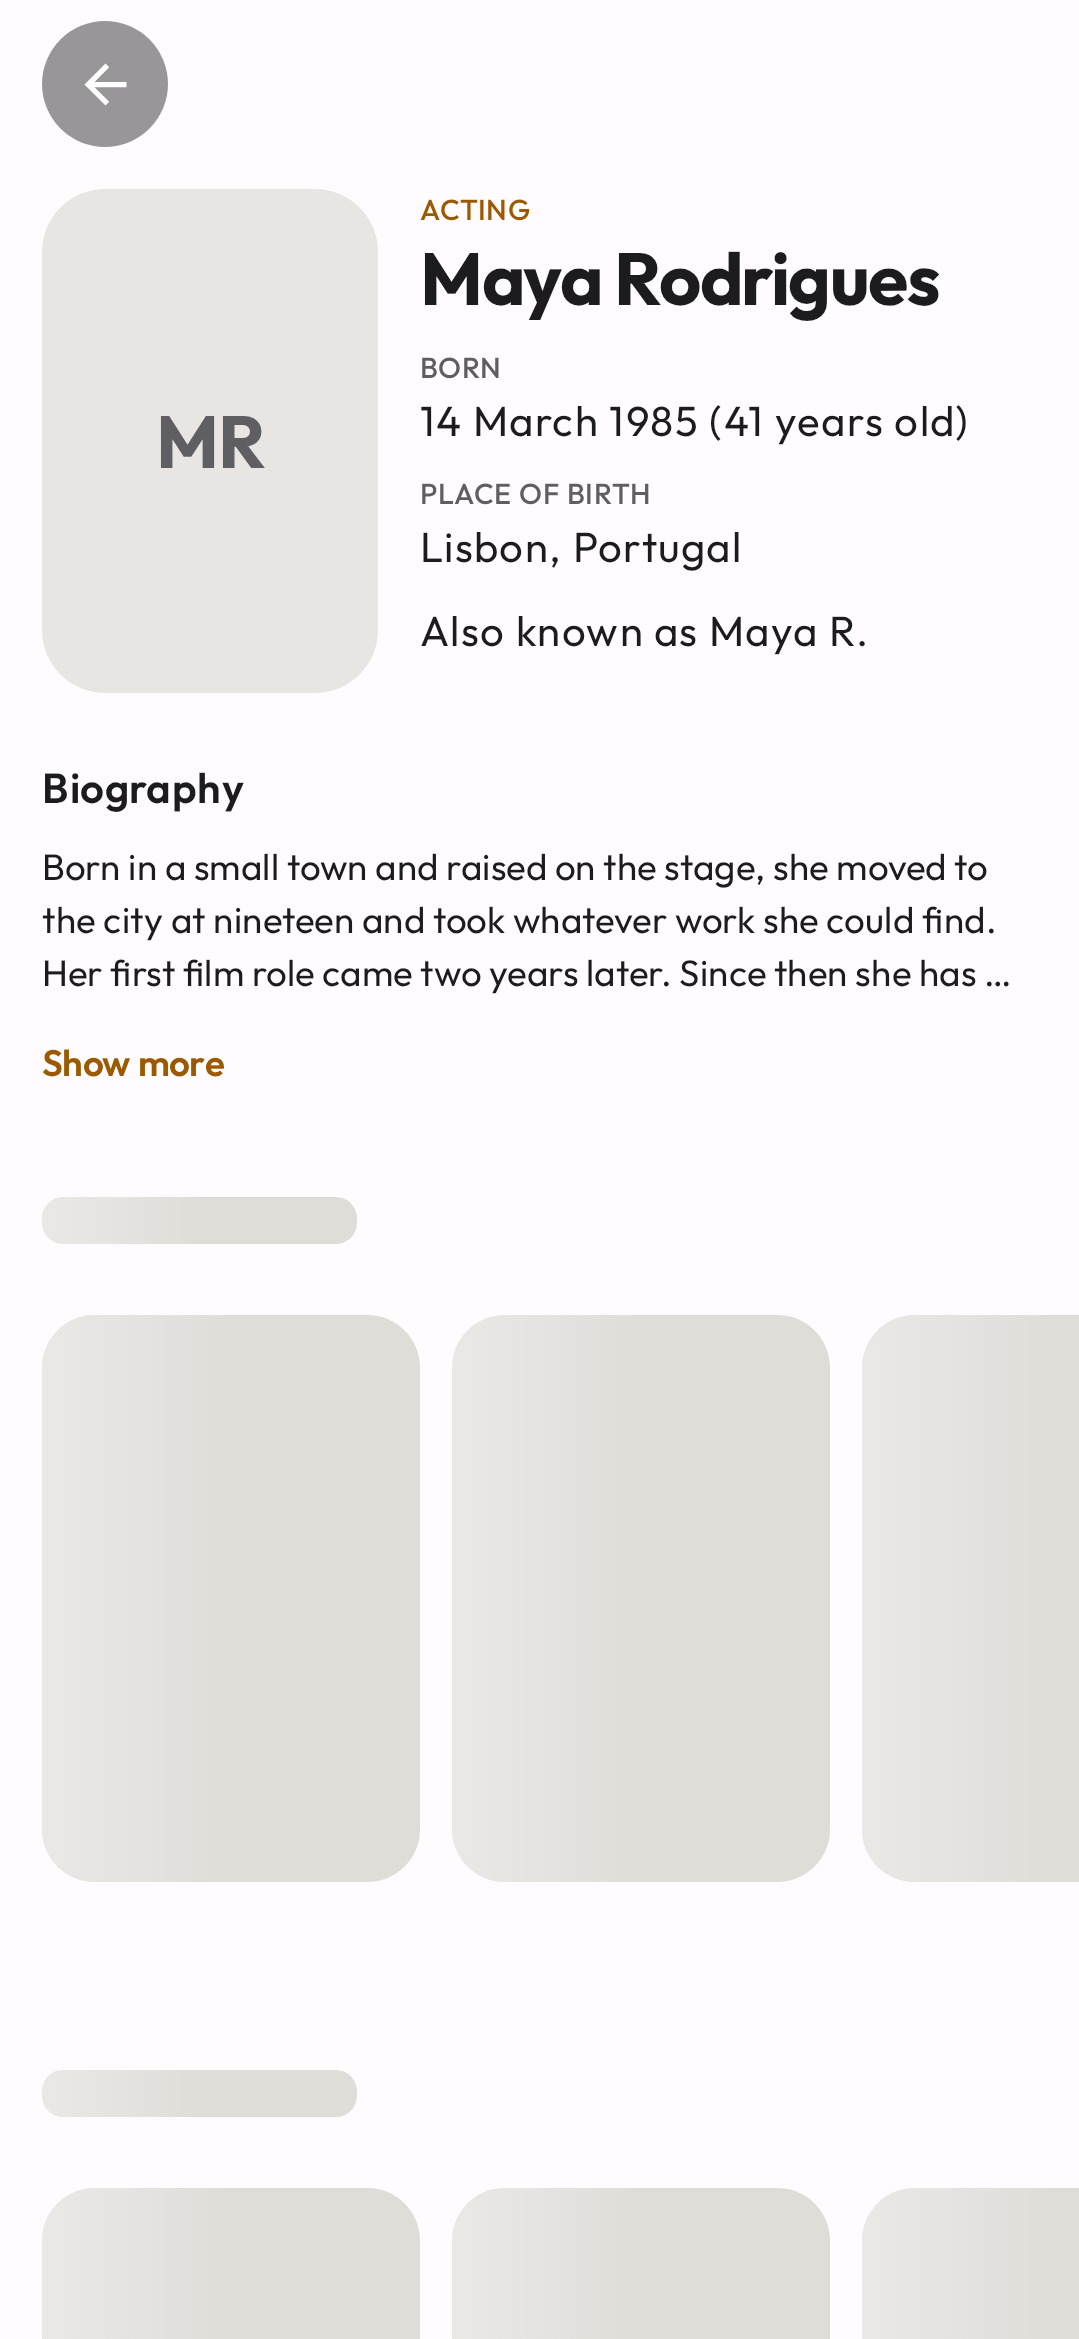 ACTING
Maya Rodrigues
MR
BORN
14 March 1985 (41 years old)
PLACE OF BIRTH
Lisbon, Portugal
Also known as Maya R.
Biography
Born in a small town and raised on the stage, she moved to
the city at nineteen and took whatever work she could find.
Her first film role came two years later. Since then she has ...
Show more